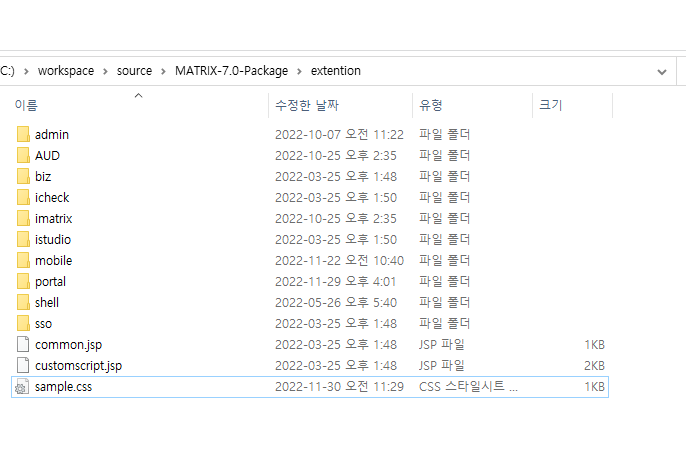 C:) > workspace > source > MATRIX-7.0-Package > extention
이름 수정한 날짜 유형 크기
admin 2022-10-07 오전 11:22 파일 폴더
AUD 2022-10-25 오후 2:35 파일 폴더
biz 2022-03-25 오후 1:48 파일 폴더
icheck 2022-03-25 오후 1:50 파일 폴더
imatrix 2022-10-25 오후 2:35 파일 폴더
istudio 2022-03-25 오후 1:50 파일 폴더
mobile 2022-11-22 오전 10:40 파일 폴더
portal 2022-11-29 오후 4:01 파일 폴더
shell 2022-05-26 오후 5:40 파일 폴더
sso 2022-03-25 오후 1:48 파일 폴더
common.jsp 2022-03-25 오후 1:48 JSP 파일 1KB
customscript.jsp 2022-03-25 오후 1:48 JSP 파일 2KB
sample.css 2022-11-30 오전 11:29 CSS 스타일시트 ... 1KB